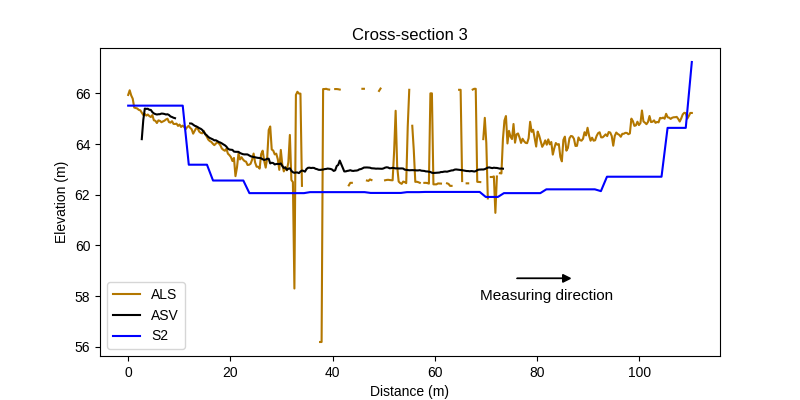 Cross-section 3
Elevation (m)
66
64
62
60
58
56
ALS
ASV
S2
Measuring direction
0 20 40 60 80 100
Distance (m)